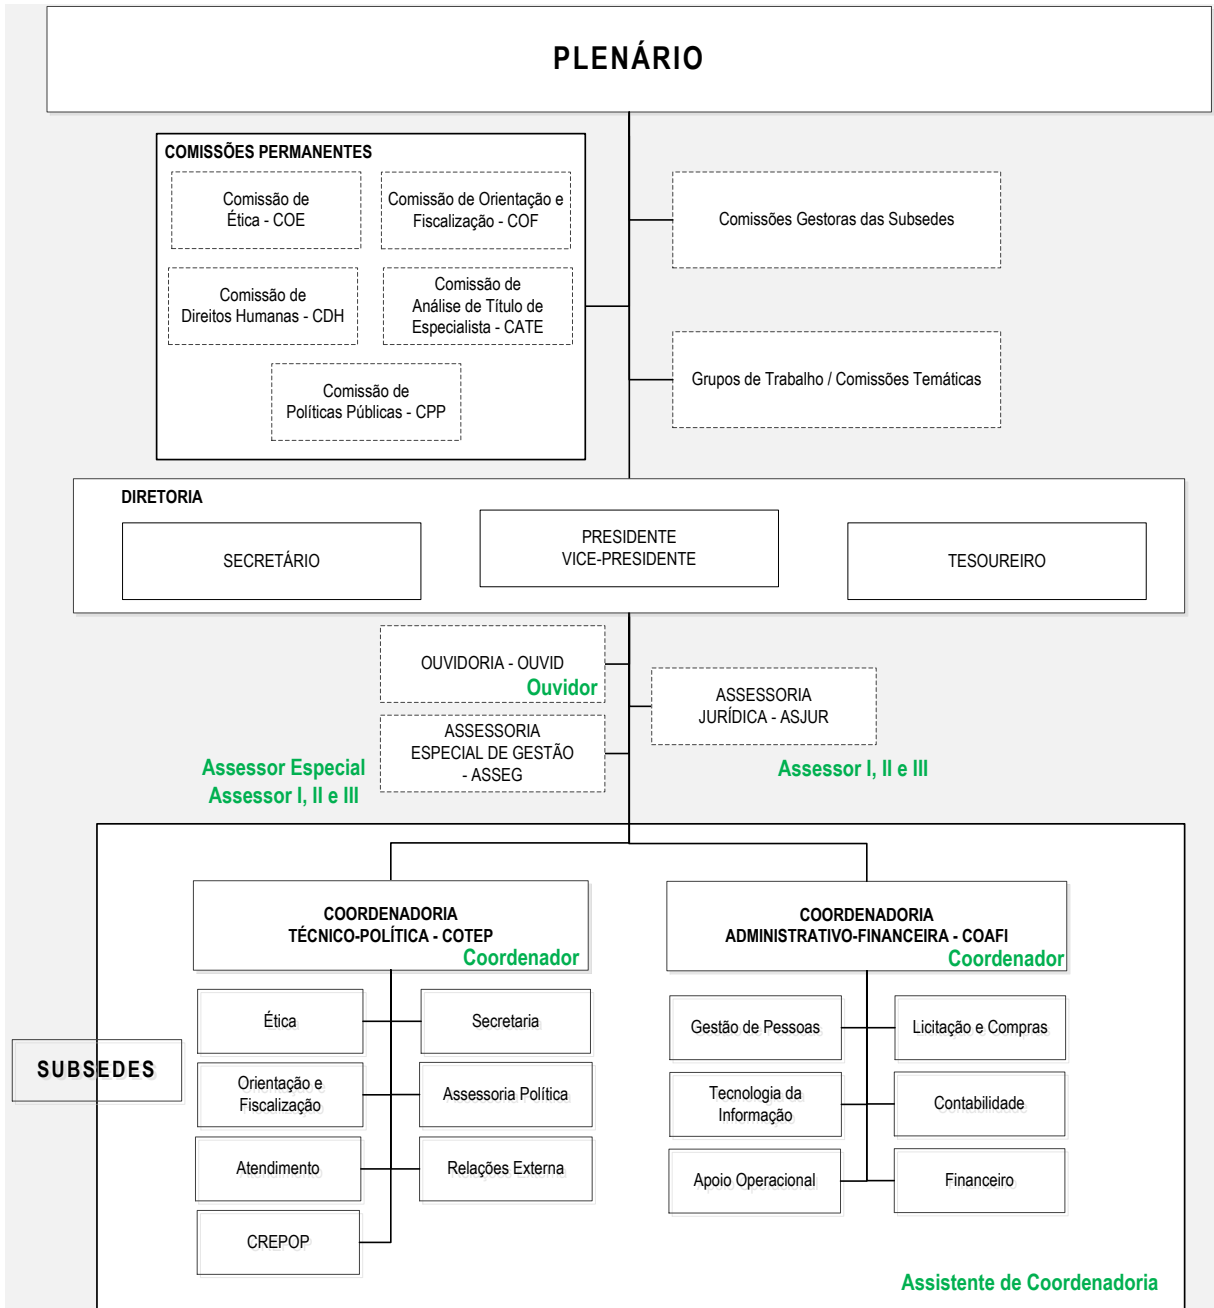 PLENÁRIO
COMISSÕES PERMANENTES
Comissão de
Ética - COE
Comissão de Orientação e
Fiscalização - COF
Comissão de
Direitos Humanas - CDH
Comissão de
Análise de Título de
Especialista - CATE
Comissão de
Políticas Públicas - CPP
Comissões Gestoras das Subsedes
Grupos de Trabalho / Comissões Temáticas
DIRETORIA
SECRETÁRIO
PRESIDENTE
VICE-PRESIDENTE
TESOUREIRO
OUVIDORIA - OUVID
Ouvidor
ASSESSORIA
JURÍDICA - ASJUR
Assessor I, II e III
ASSESSORIA
ESPECIAL DE GESTÃO
- ASSEG
Assessor Especial
Assessor I, II e III
COORDENADORIA
TÉCNICO-POLÍTICA - COTEP
Coordenador
COORDENADORIA
ADMINISTRATIVO-FINANCEIRA - COAFI
Coordenador
SUBSEDES
Ética
Secretaria
Orientação e
Fiscalização
Assessoria Política
Atendimento
Relações Externa
CREPOP
Gestão de Pessoas
Licitação e Compras
Tecnologia da
Informação
Contabilidade
Apoio Operacional
Financeiro
Assistente de Coordenadoria